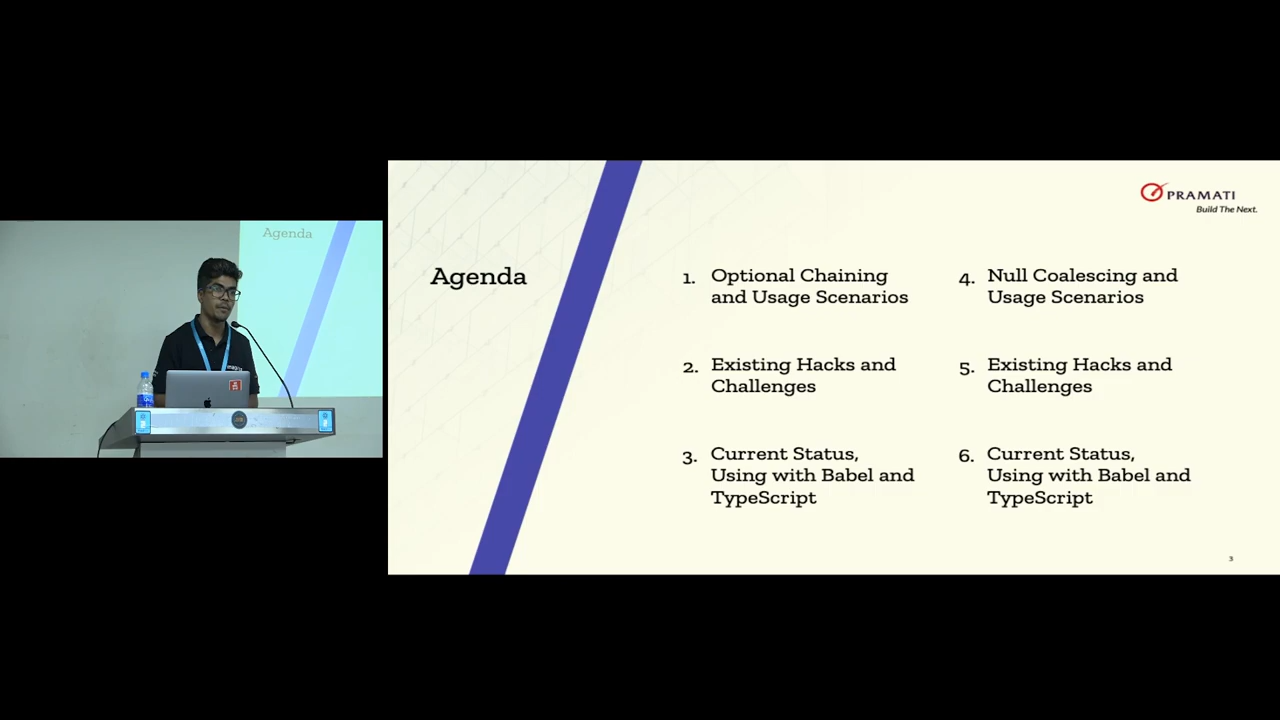 Agenda
PRAMATI
Build The Next.
Agenda
1. Optional Chaining
and Usage Scenarios
2. Existing Hacks and
Challenges
3. Current Status,
Using with Babel and
TypeScript
4. Null Coalescing and
Usage Scenarios
5. Existing Hacks and
Challenges
6. Current Status,
Using with Babel and
TypeScript
3